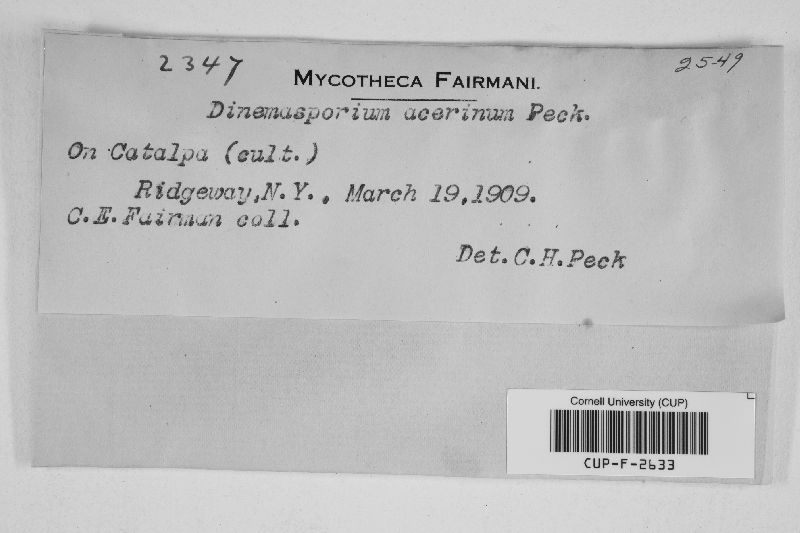 2347
2549
MYCOTHECA FAIRMANI.
Dinemasporium acerinum Peck.
On Catalpa (cult.)
Ridgeway, N.Y., March 19, 1909.
C.E. Fairman coll.
Det. C.H. Peck
Cornell University (CUP)
CUP-F-2633